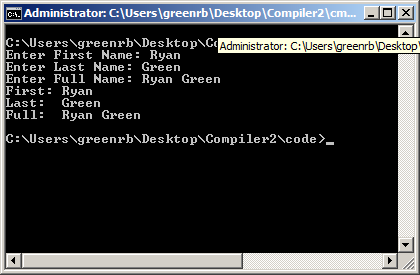 Administrator: C:\Users\greenrb\Desktop\Compiler2\cm
C:\Users\greenrb\Desktop\Co
Administrator: C:\Users\greenrb\Desktop\
Enter First Name: Ryan
Enter Last Name: Green
Enter Full Name: Ryan Green
First: Ryan
Last:  Green
Full:  Ryan Green
C:\Users\greenrb\Desktop\Compiler2\code>_